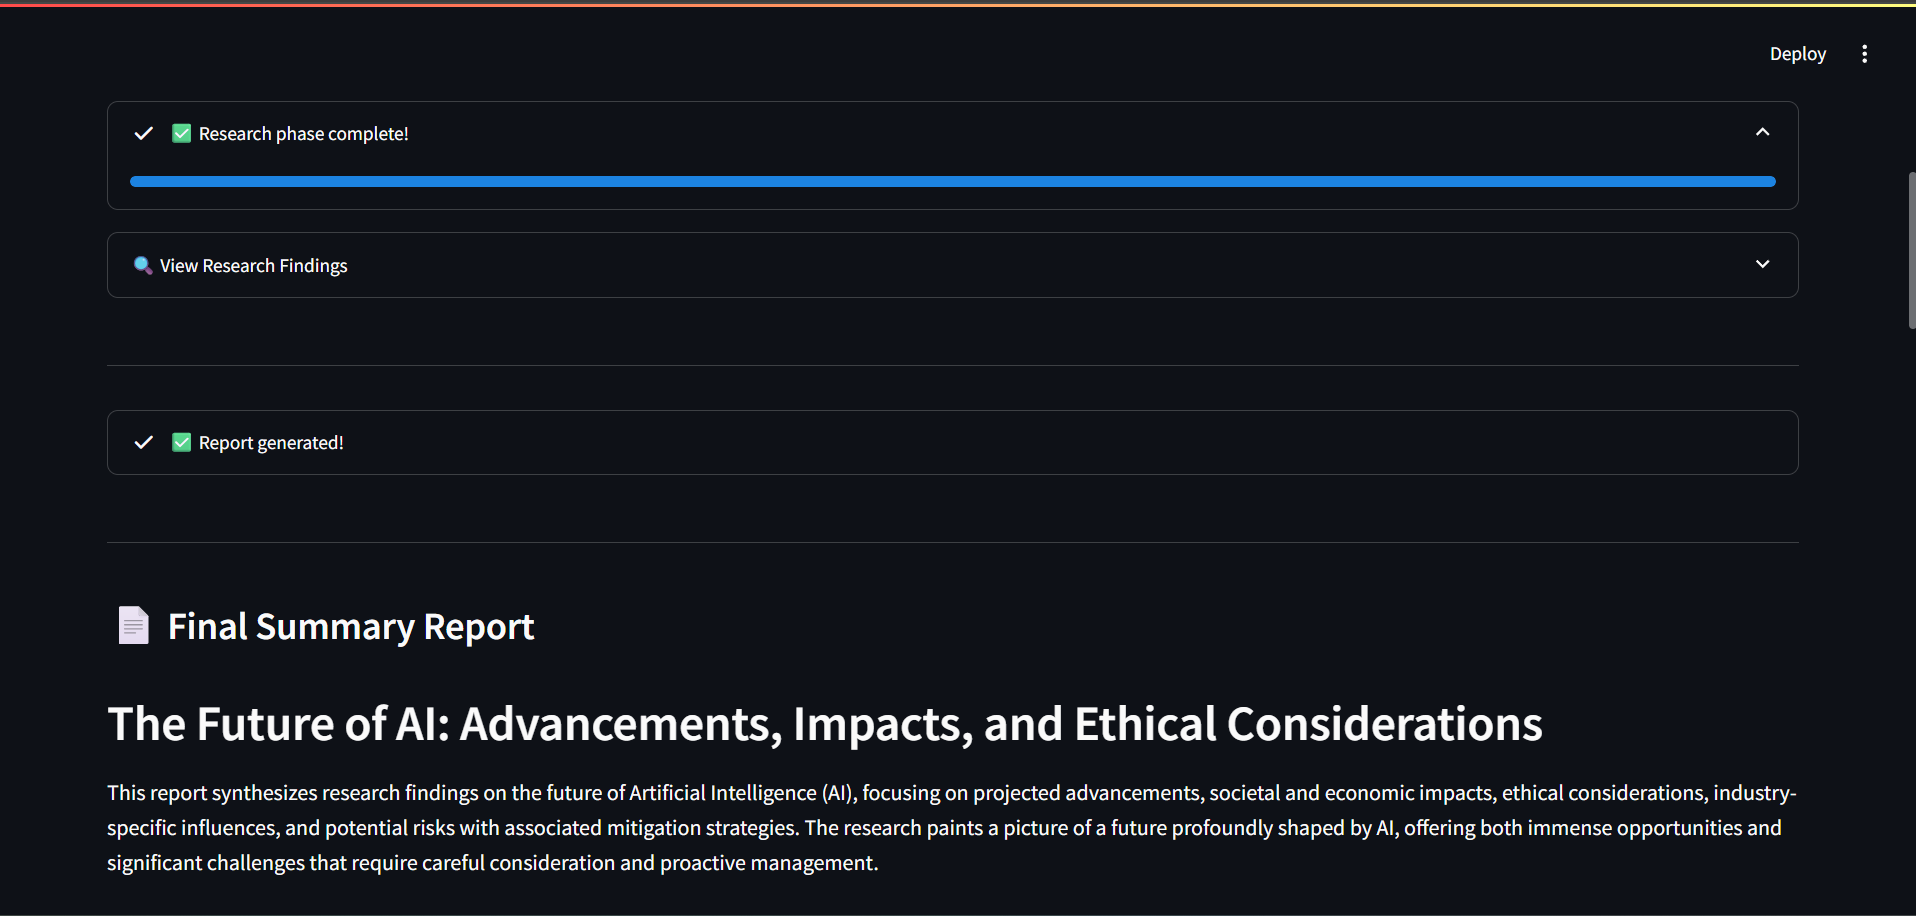 Deploy
✅ Research phase complete!
🔍 View Research Findings
✅ Report generated!
Final Summary Report
The Future of AI: Advancements, Impacts, and Ethical Considerations
This report synthesizes research findings on the future of Artificial Intelligence (AI), focusing on projected advancements, societal and economic impacts, ethical considerations, industry-
specific influences, and potential risks with associated mitigation strategies. The research paints a picture of a future profoundly shaped by AI, offering both immense opportunities and
significant challenges that require careful consideration and proactive management.